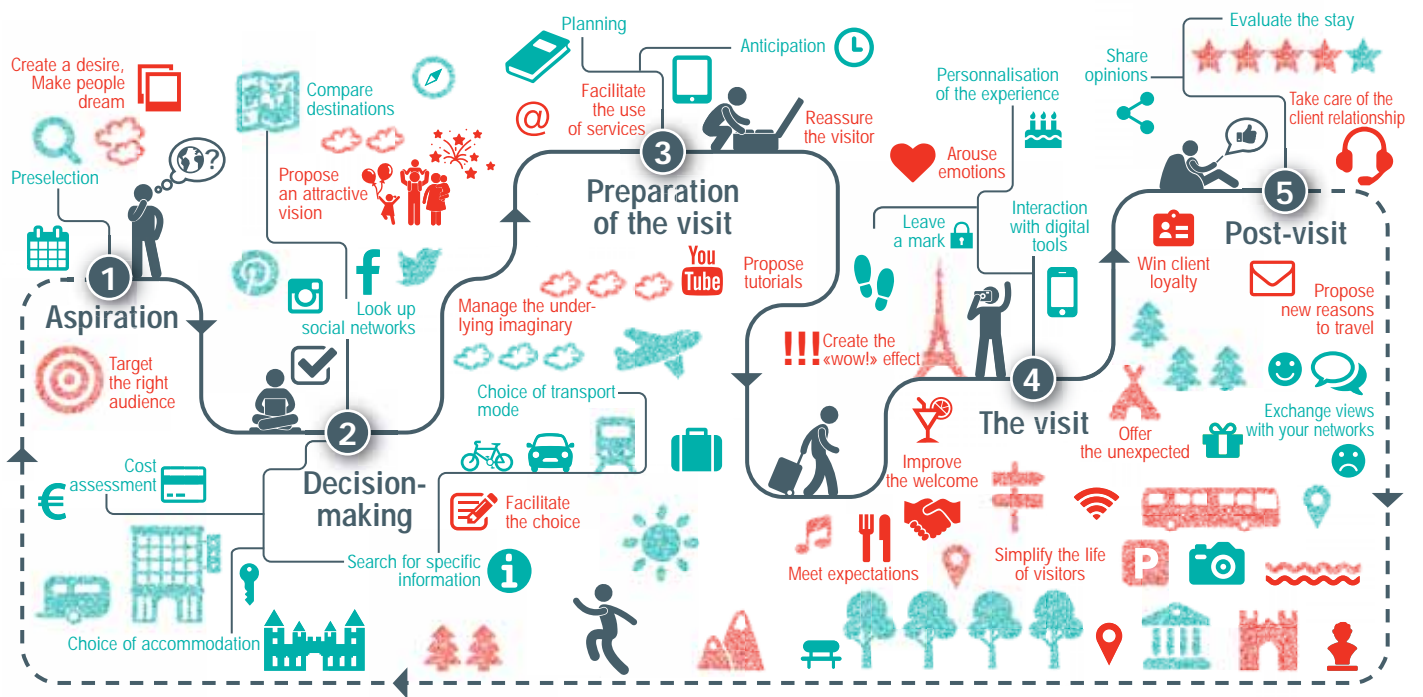 Create a desire,
Make people
dream
Preselection
?
1
Aspiration
Target
the right
audience
Compare
destinations
Propose
an attractive
vision
Look up
social networks
2
Decision-
making
Cost
assessment
€
Choice of accommodation
Search for specific
information
i
Facilitate
the choice
Choice of transport
mode
Manage the under-
lying imaginary
Planning
Anticipation
@
Facilitate
the use
of services
3
Reassure
the visitor
Preparation
of the visit
You
Tube
Propose
tutorials
Personnalisation
of the experience
Arouse
emotions
Leave
a mark
Interaction
with digital
tools
!!!
Create the
«wow!» effect
4
The visit
Improve
the welcome
Meet expectations
Simplify the life
of visitors
P
Offer
the unexpected
Evaluate the stay
Share
opinions
Take care of the
client relationship
5
Post-visit
Win client
loyalty
Propose
new reasons
to travel
Exchange views
with your networks